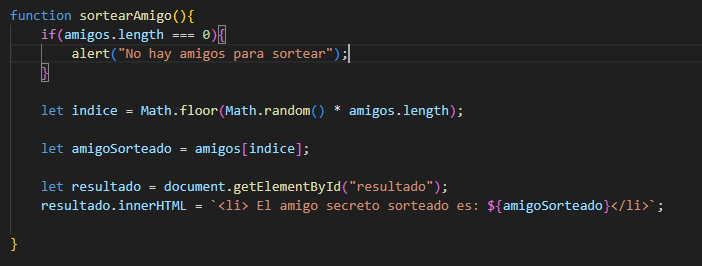 function sortearAmigo(){
    if(amigos.length === 0){
        alert("No hay amigos para sortear");
    }
    let indice = Math.floor(Math.random() * amigos.length);
    let amigoSorteado = amigos[indice];
    let resultado = document.getElementById("resultado");
    resultado.innerHTML = `<li> El amigo secreto sorteado es: ${amigoSorteado}</li>`;
}